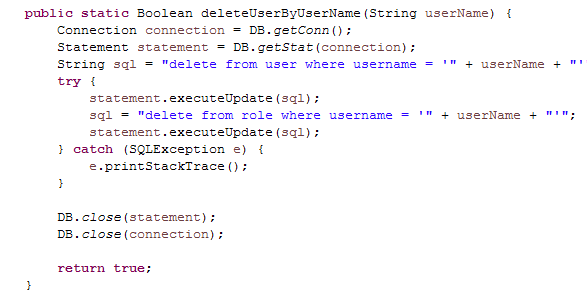 public static Boolean deleteUserByUserName(String userName) {
    Connection connection = DB.getConn();
    Statement statement = DB.getStat(connection);
    String sql = "delete from user where username = '" + userName + "'
    try {
        statement.executeUpdate(sql);
        sql = "delete from role where username = '" + userName + "'";
        statement.executeUpdate(sql);
    } catch (SQLException e) {
        e.printStackTrace();
    }

    DB.close(statement);
    DB.close(connection);

    return true;
}